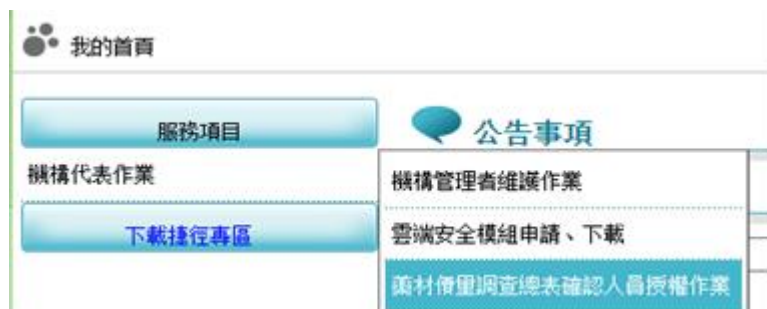 我的首頁
服務項目
公告事項
機構代表作業
機構管理者維護作業
雲端安全模組申請、下載
下載捷徑專區
藥材價量調查總表確認人員授權作業